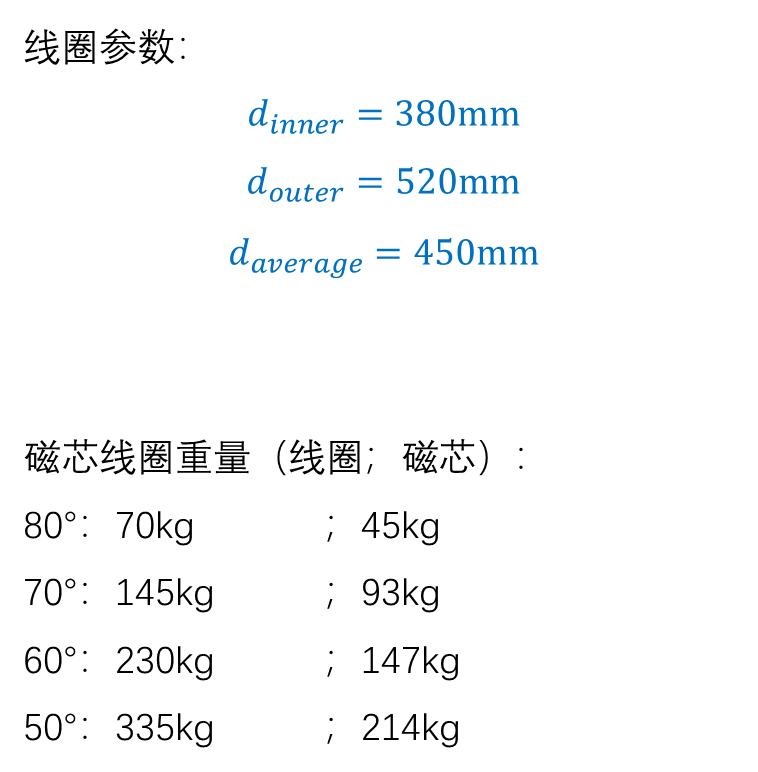 线圈参数：
d_inner = 380mm
d_outer = 520mm
d_average = 450mm
磁芯线圈重量（线圈；磁芯）：
80°：70kg ；45kg
70°：145kg ；93kg
60°：230kg ；147kg
50°：335kg ；214kg